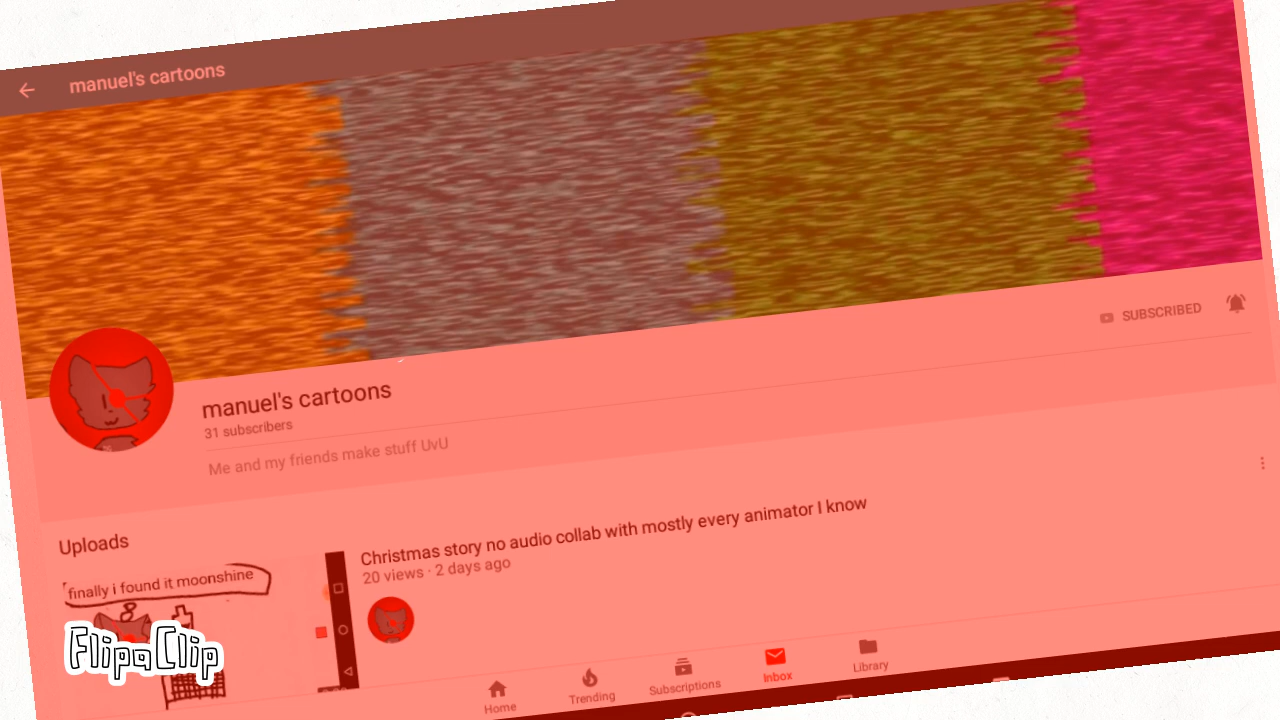 manuel's cartoons
SUBSCRIBED
manuel's cartoons
31 subscribers
Me and my friends make stuff UvU
Uploads
Christmas story no audio collab with mostly every animator I know
20 views · 2 days ago
finally i found it moonshine
FlipaClip
Home
Trending
Subscriptions
Inbox
Library